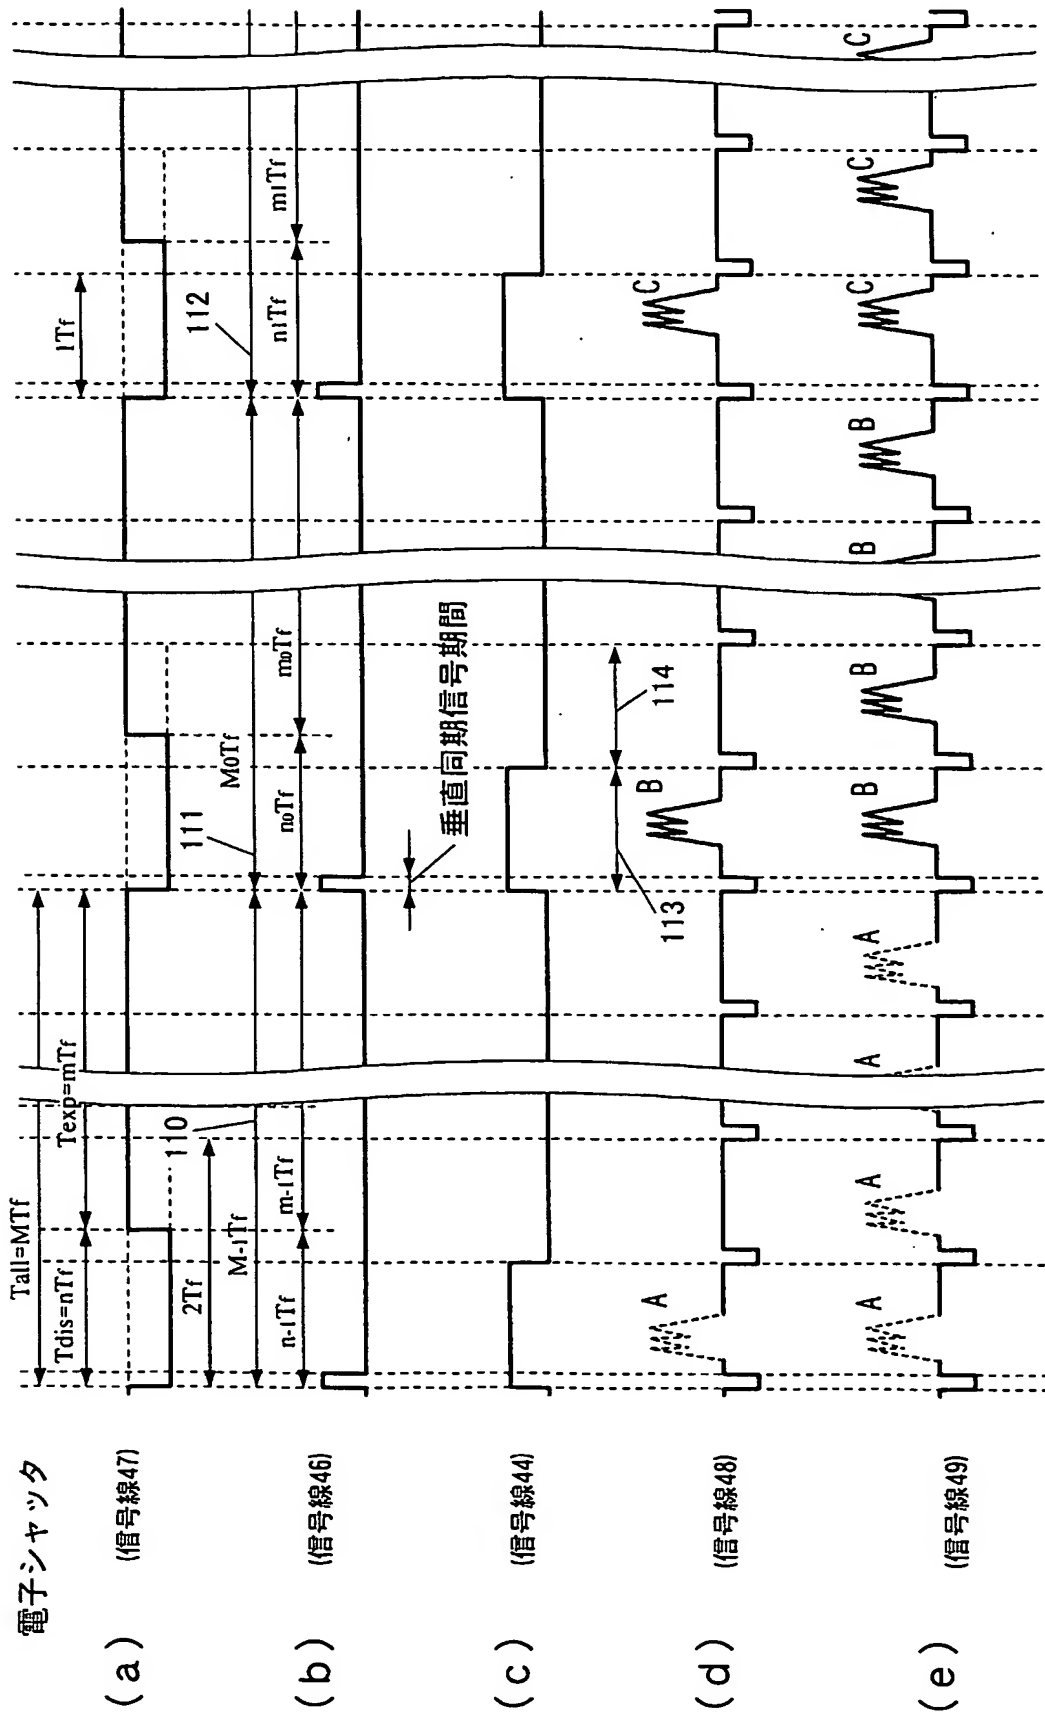 電子シャッタ
(a)
(信号線47)
Tall=MTf
Tdis=nTf
Texp=mTf
1Tf
2Tf
110
111
112
M-1Tf
M0Tf
n-1Tf
m-1Tf
n0Tf
m0Tf
n1Tf
m1Tf
(b)
(信号線46)
垂直同期信号期間
(c)
(信号線44)
113
114
(d)
(信号線48)
A
B
C
(e)
(信号線49)
A
A
A
A
B
B
B
B
C
C
C